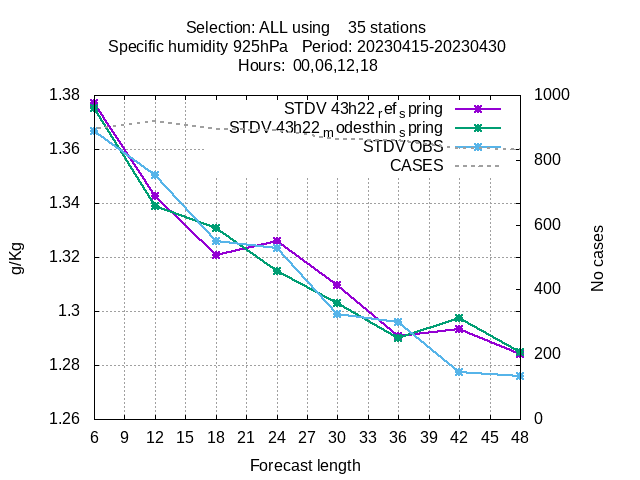 Selection: ALL using    35 stations
Specific humidity 925hPa   Period: 20230415-20230430
Hours:  00,06,12,18
1.38
1.36
1.34
1.32
1.3
1.28
1.26
g/Kg
STDV 43h22_ref_spring
STDV 43h22_modesthin_spring
STDV OBS
CASES
1000
800
600
400
200
0
No cases
6 9 12 15 18 21 24 27 30 33 36 39 42 45 48
Forecast length